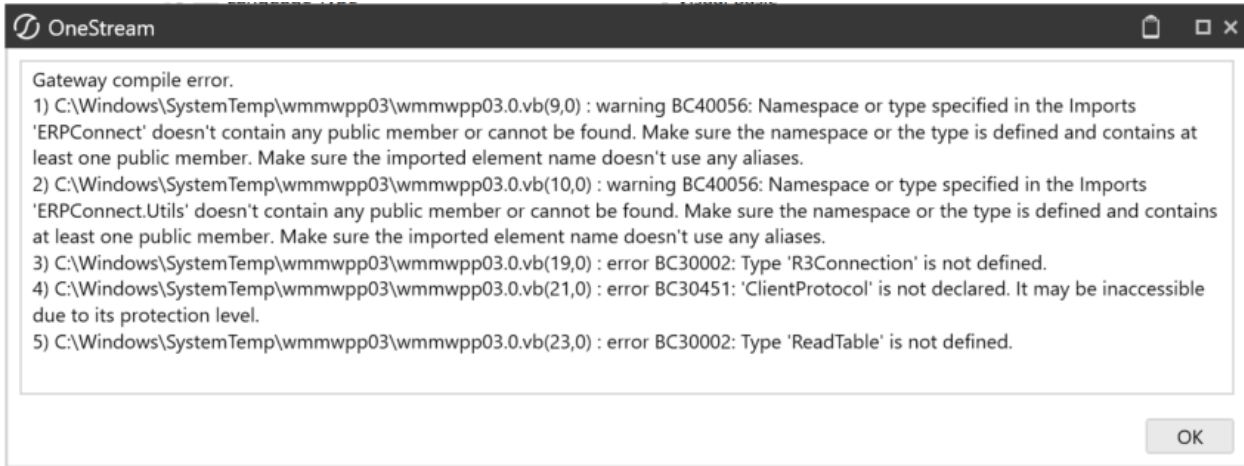 OneStream
Gateway compile error.
1) C:\Windows\SystemTemp\wmmwpp03\wmmwpp03.0.vb(9,0) : warning BC40056: Namespace or type specified in the Imports
'ERPConnect' doesn't contain any public member or cannot be found. Make sure the namespace or the type is defined and contains at
least one public member. Make sure the imported element name doesn't use any aliases.
2) C:\Windows\SystemTemp\wmmwpp03\wmmwpp03.0.vb(10,0) : warning BC40056: Namespace or type specified in the Imports
'ERPConnect.Utils' doesn't contain any public member or cannot be found. Make sure the namespace or the type is defined and contains
at least one public member. Make sure the imported element name doesn't use any aliases.
3) C:\Windows\SystemTemp\wmmwpp03\wmmwpp03.0.vb(19,0) : error BC30002: Type 'R3Connection' is not defined.
4) C:\Windows\SystemTemp\wmmwpp03\wmmwpp03.0.vb(21,0) : error BC30451: 'ClientProtocol' is not declared. It may be inaccessible
due to its protection level.
5) C:\Windows\SystemTemp\wmmwpp03\wmmwpp03.0.vb(23,0) : error BC30002: Type 'ReadTable' is not defined.
OK